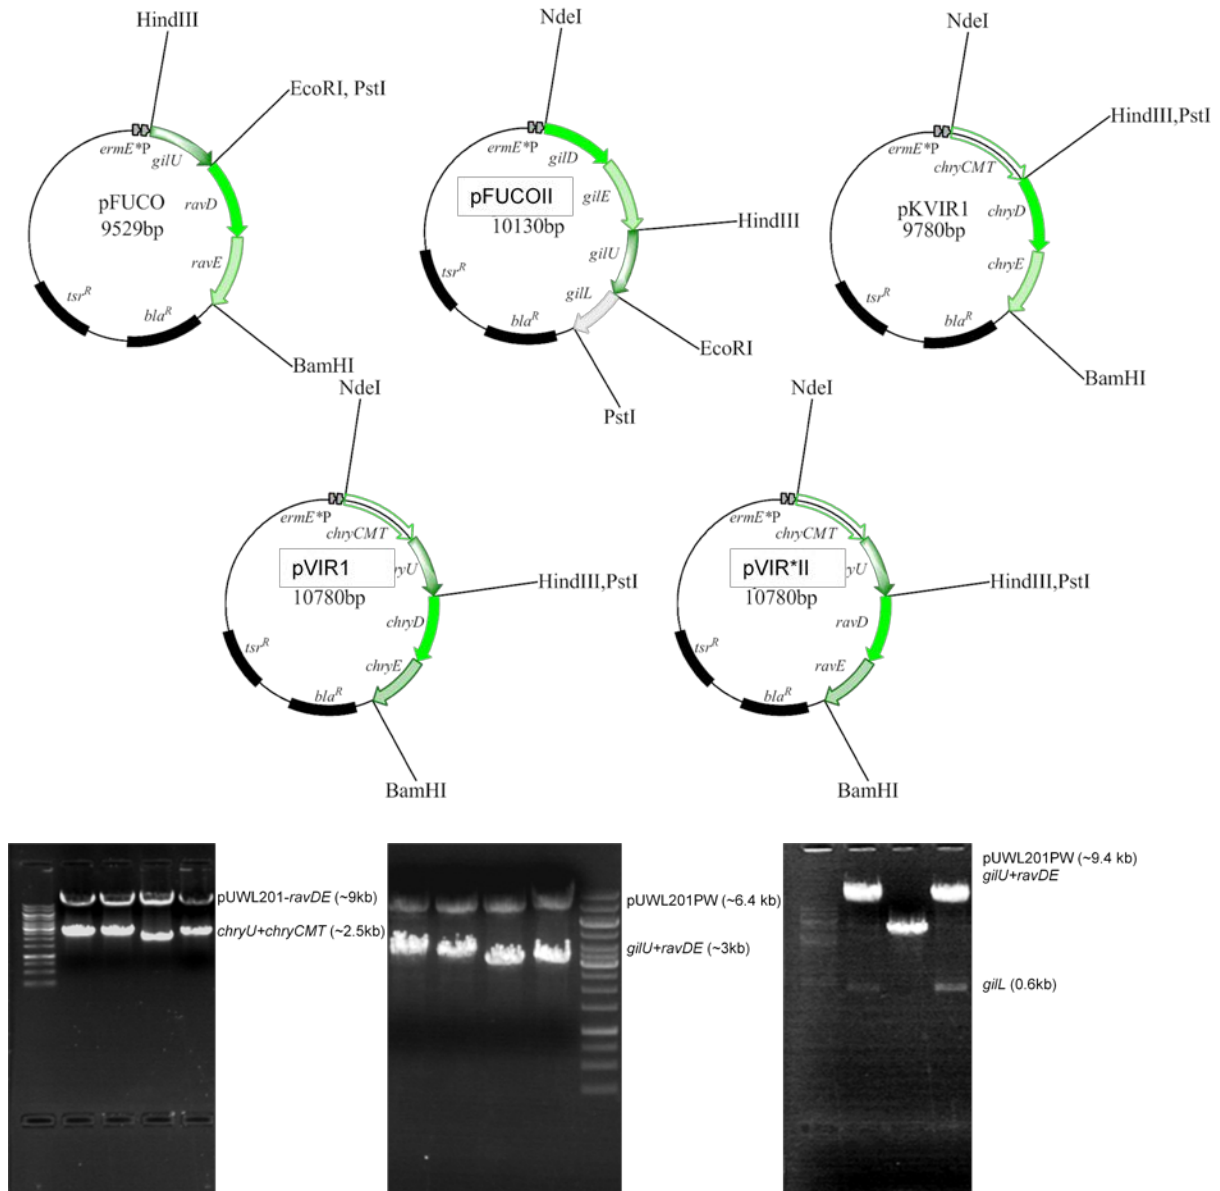 HindIII
EcoRI, PstI
ermE*P
gilU
ravD
ravE
pFUCO
9529bp
tsrR
blaR
BamHI
NdeI
ermE*P
gilD
gilE
pFUCOII
10130bp
HindIII
gilU
gilL
tsrR
blaR
EcoRI
PstI
NdeI
HindIII,PstI
ermE*P
chryCMT
chryD
chryE
pKVIR1
9780bp
tsrR
blaR
BamHI
NdeI
ermE*P
chryCMT
pVIR1
ryU
10780bp
HindIII,PstI
chryD
chryE
tsrR
blaR
BamHI
NdeI
ermE*P
chryCMT
pVIR*II
yU
10780bp
HindIII,PstI
ravD
ravE
tsrR
blaR
BamHI
pUWL201-ravDE (~9kb)
chryU+chryCMT (~2.5kb)
pUWL201PW (~6.4 kb)
gilU+ravDE (~3kb)
pUWL201PW (~9.4 kb)
gilU+ravDE
gilL (0.6kb)